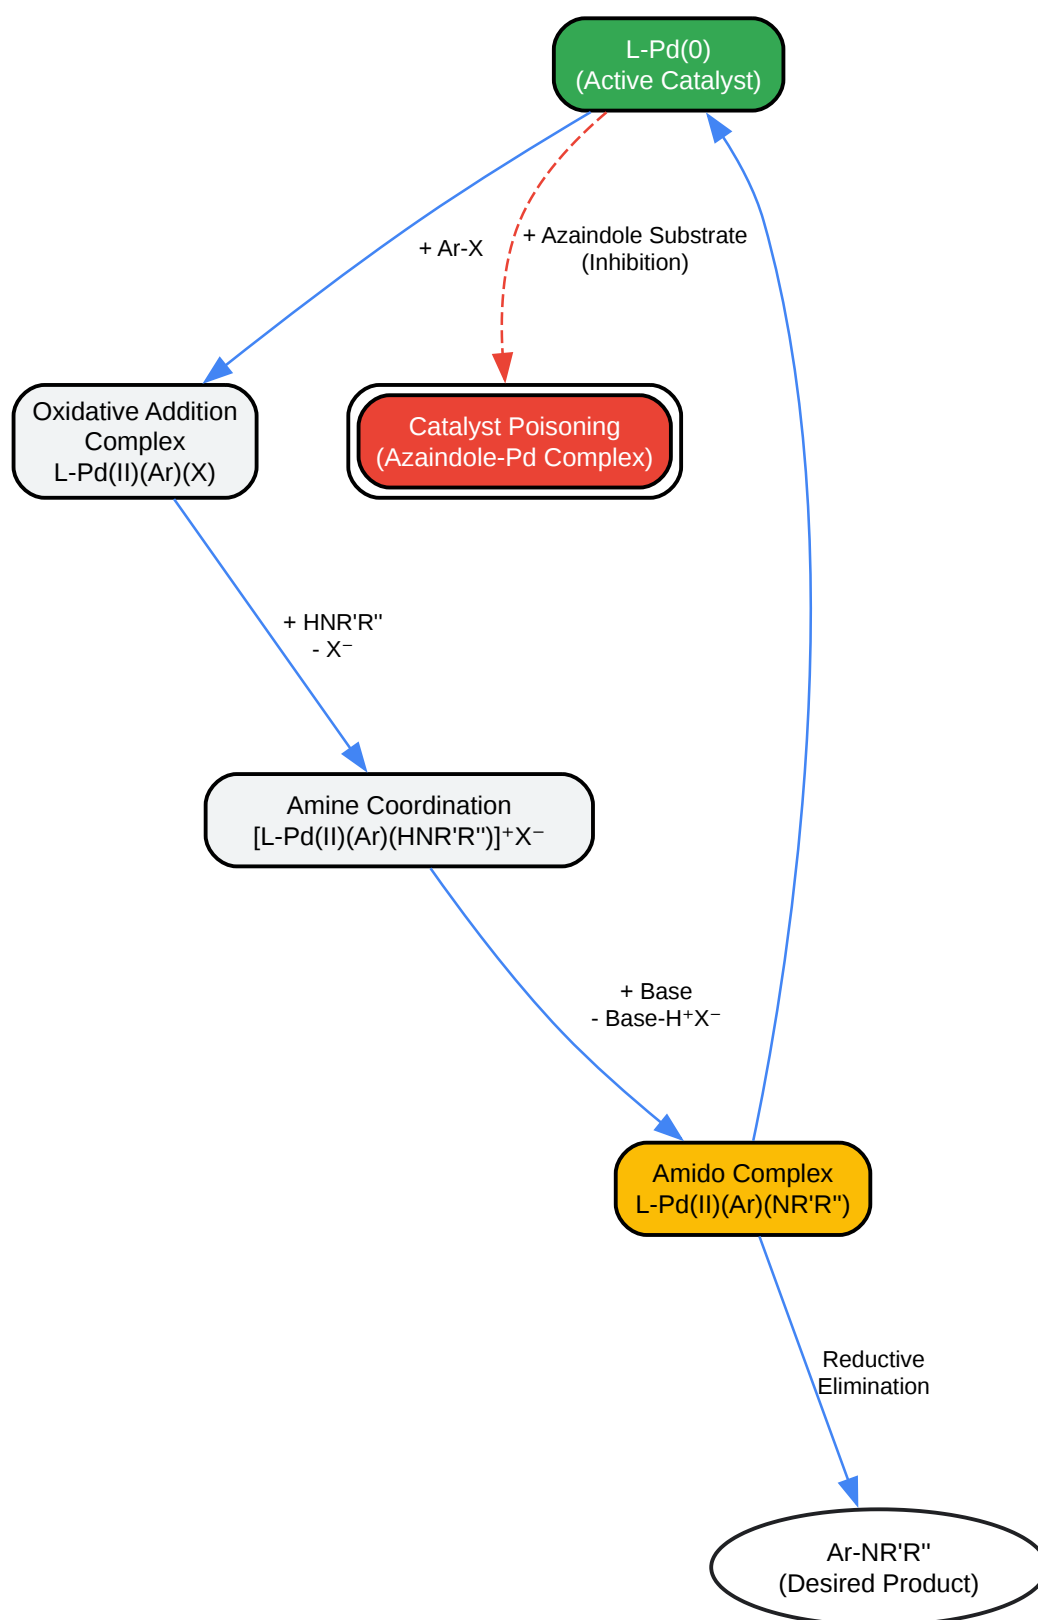 L-Pd(0)
(Active Catalyst)
+ Ar-X
+ Azaindole Substrate
(Inhibition)
Oxidative Addition
Complex
L-Pd(II)(Ar)(X)
Catalyst Poisoning
(Azaindole-Pd Complex)
+ HNR'R''
- X⁻
Amine Coordination
[L-Pd(II)(Ar)(HNR'R'')]⁺X⁻
+ Base
- Base-H⁺X⁻
Amido Complex
L-Pd(II)(Ar)(NR'R'')
Reductive
Elimination
Ar-NR'R''
(Desired Product)